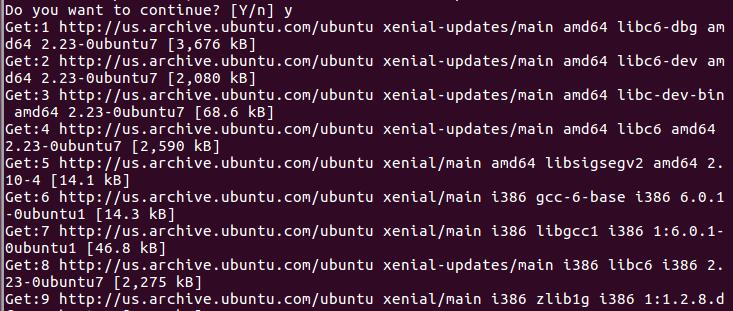 Do you want to continue? [Y/n] y
Get:1 http://us.archive.ubuntu.com/ubuntu xenial-updates/main amd64 libc6-dbg am
d64 2.23-0ubuntu7 [3,676 kB]
Get:2 http://us.archive.ubuntu.com/ubuntu xenial-updates/main amd64 libc6-dev am
d64 2.23-0ubuntu7 [2,080 kB]
Get:3 http://us.archive.ubuntu.com/ubuntu xenial-updates/main amd64 libc-dev-bin
 amd64 2.23-0ubuntu7 [68.6 kB]
Get:4 http://us.archive.ubuntu.com/ubuntu xenial-updates/main amd64 libc6 amd64
2.23-0ubuntu7 [2,590 kB]
Get:5 http://us.archive.ubuntu.com/ubuntu xenial/main amd64 libsigsegv2 amd64 2.
10-4 [14.1 kB]
Get:6 http://us.archive.ubuntu.com/ubuntu xenial/main i386 gcc-6-base i386 6.0.1
-0ubuntu1 [14.3 kB]
Get:7 http://us.archive.ubuntu.com/ubuntu xenial/main i386 libgcc1 i386 1:6.0.1-
0ubuntu1 [46.8 kB]
Get:8 http://us.archive.ubuntu.com/ubuntu xenial-updates/main i386 libc6 i386 2.
23-0ubuntu7 [2,275 kB]
Get:9 http://us.archive.ubuntu.com/ubuntu xenial/main i386 zlib1g i386 1:1.2.8.d